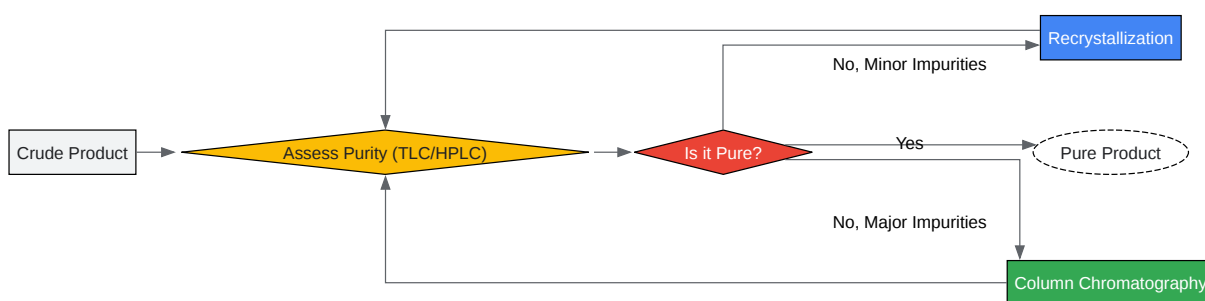 Recrystallization
No, Minor Impurities
Crude Product
Assess Purity (TLC/HPLC)
Is it Pure?
Yes
Pure Product
No, Major Impurities
Column Chromatography